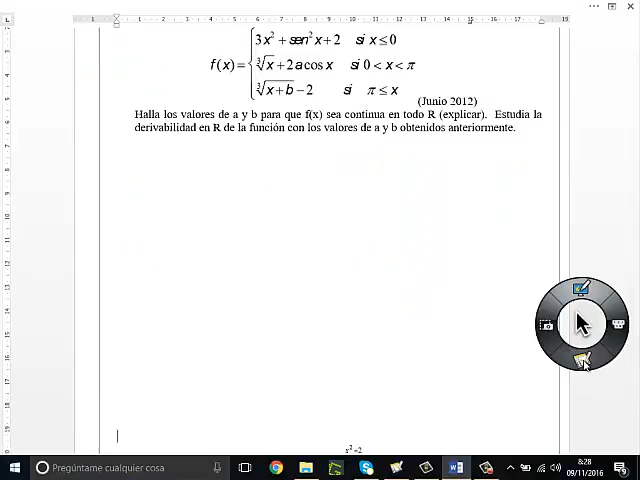 3x² + sen²x + 2 si x ≤ 0
f(x) = ∛x + 2a cos x si 0 < x < π
∛(x + b) − 2 si π ≤ x
(Junio 2012)
Halla los valores de a y b para que f(x) sea continua en todo R (explicar). Estudia la
derivabilidad en R de la función con los valores de a y b obtenidos anteriormente.
x²−2
Pregúntame cualquier cosa
8:28
09/11/2016